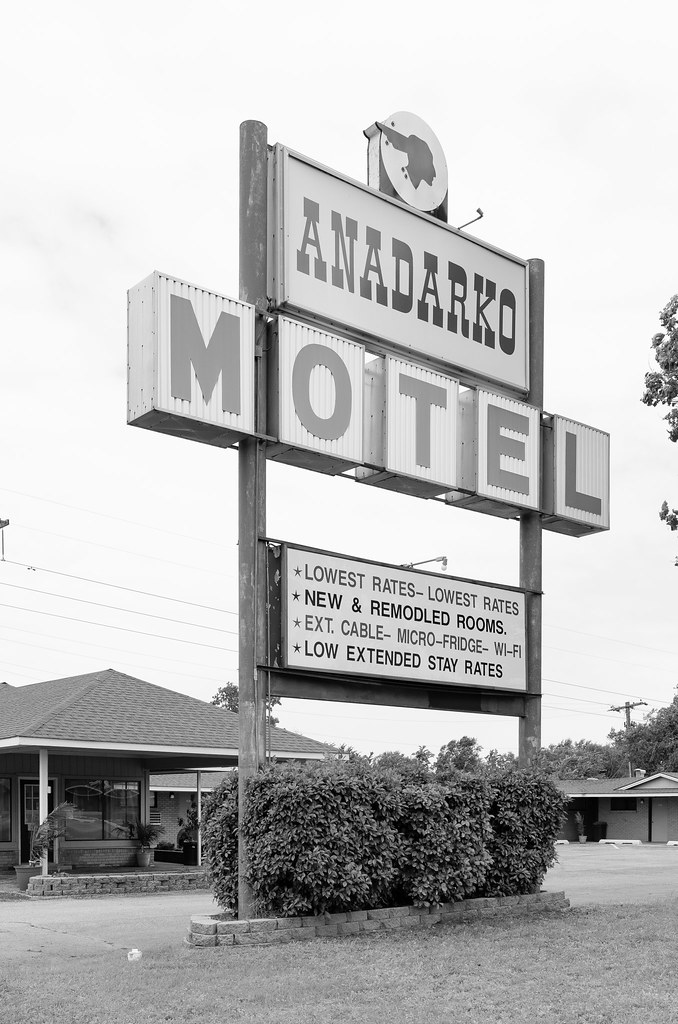 ANADARKO
MOTEL
★LOWEST RATES– LOWEST RATES
★NEW & REMODLED ROOMS.
★EXT. CABLE– MICRO-FRIDGE– WI-FI
★LOW EXTENDED STAY RATES